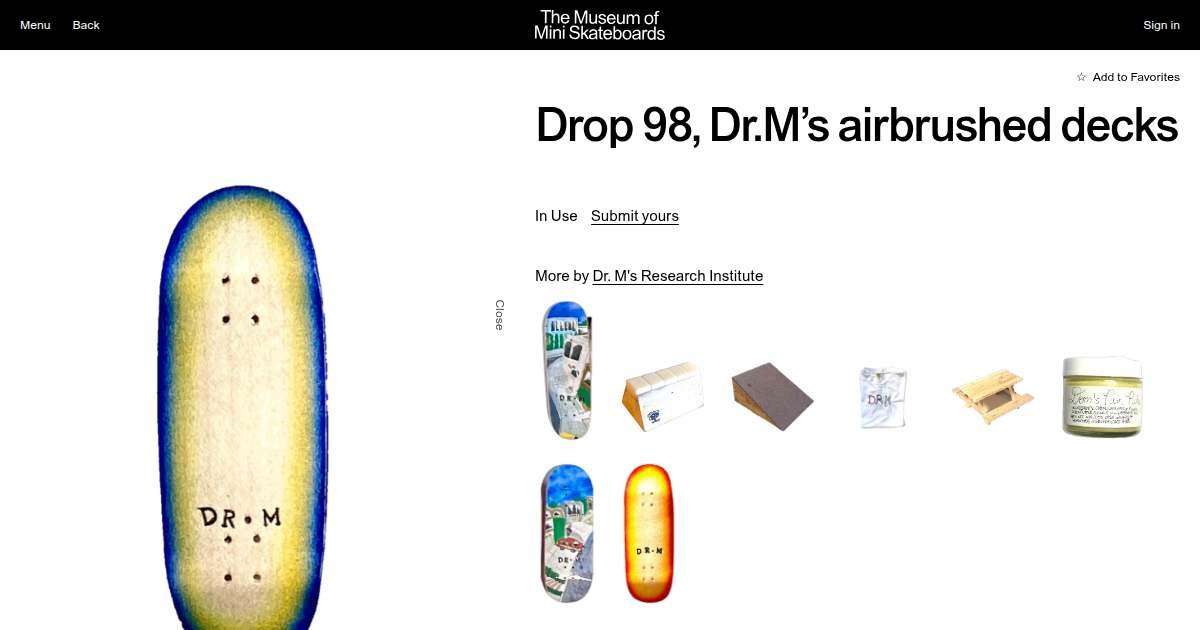 Menu
Back
The Museum of
Mini Skateboards
Sign in
☆ Add to Favorites
Drop 98, Dr.M’s airbrushed decks
In Use
Submit yours
More by Dr. M's Research Institute
Close
DR•M
DRM
DR•M
DR•M